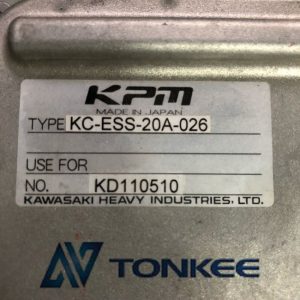 KPM
MADE IN JAPAN
TYPE KC-ESS-20A-026
USE FOR
NO. KD110510
KAWASAKI HEAVY INDUSTRIES, LTD.
TONKEE